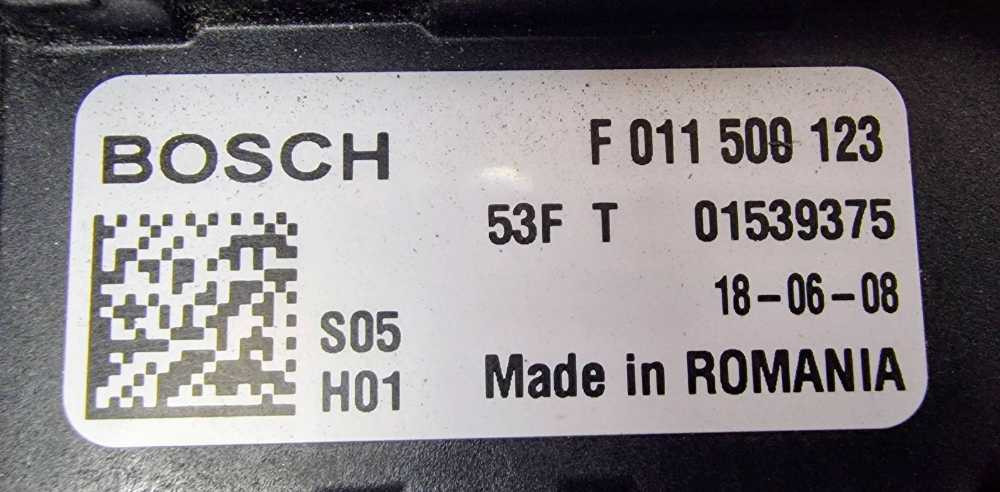 BOSCH
F 011 500 123
53F T 01539375
18-06-08
S05
H01
Made in ROMANIA